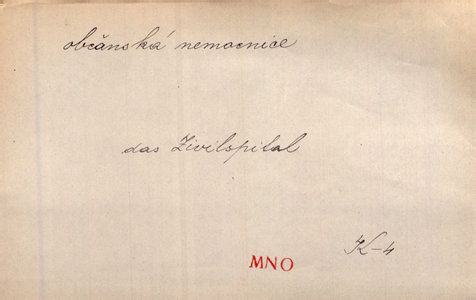 občanská nemocnice
das Zivilspital
K-4
MNO